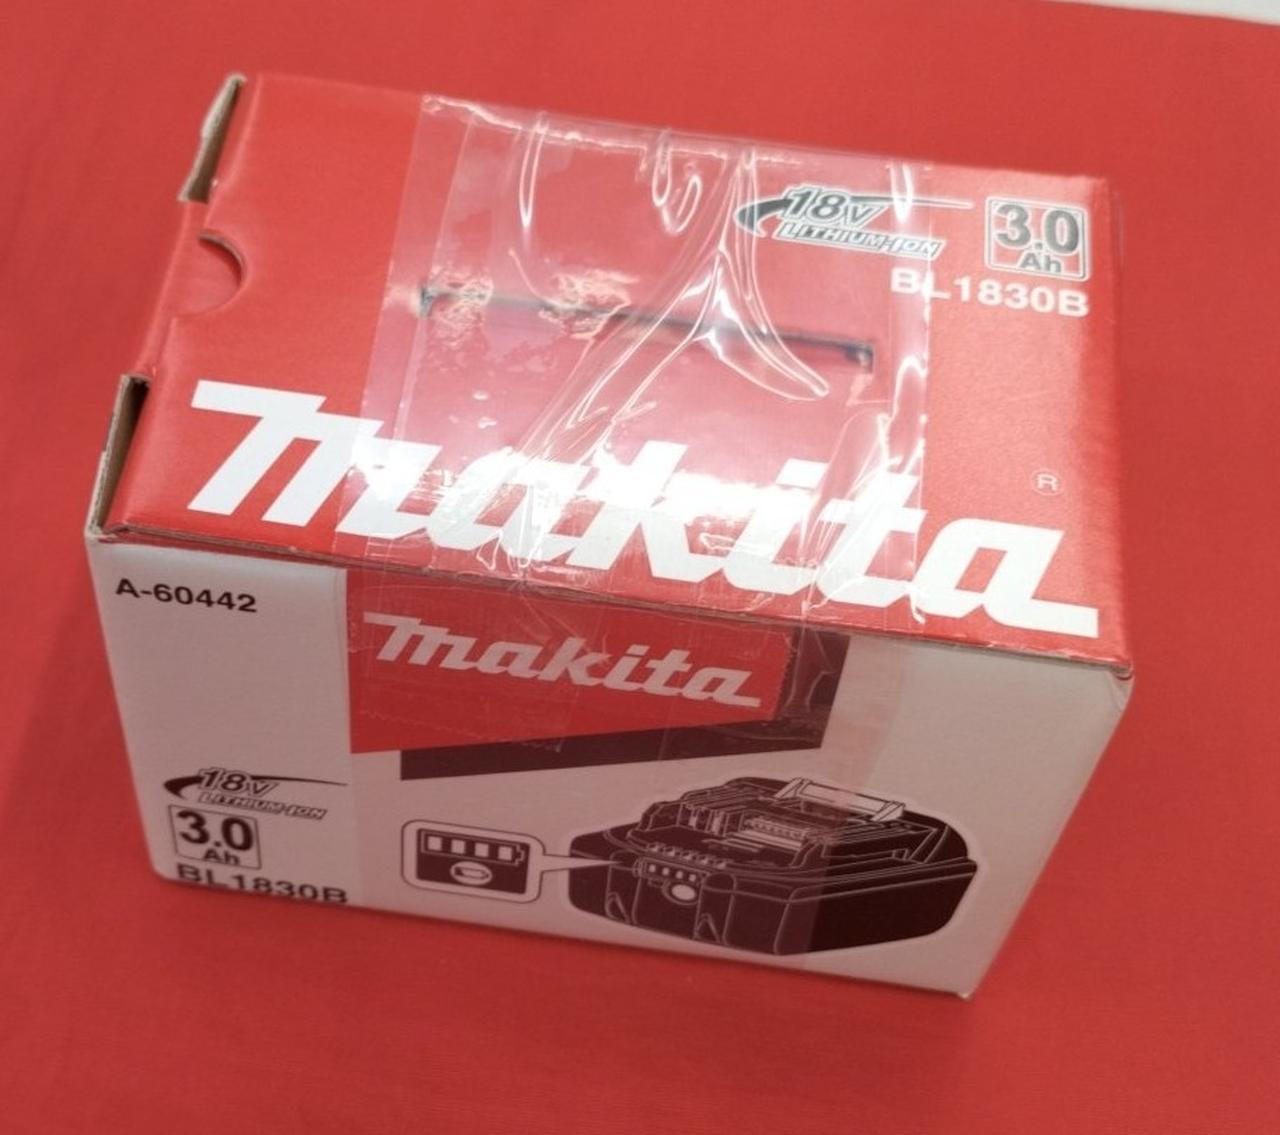 18V
LITHIUM-ION
3.0
Ah
BL1830B
makita
®
A-60442
makita
18V
LITHIUM-ION
3.0
Ah
BL1830B